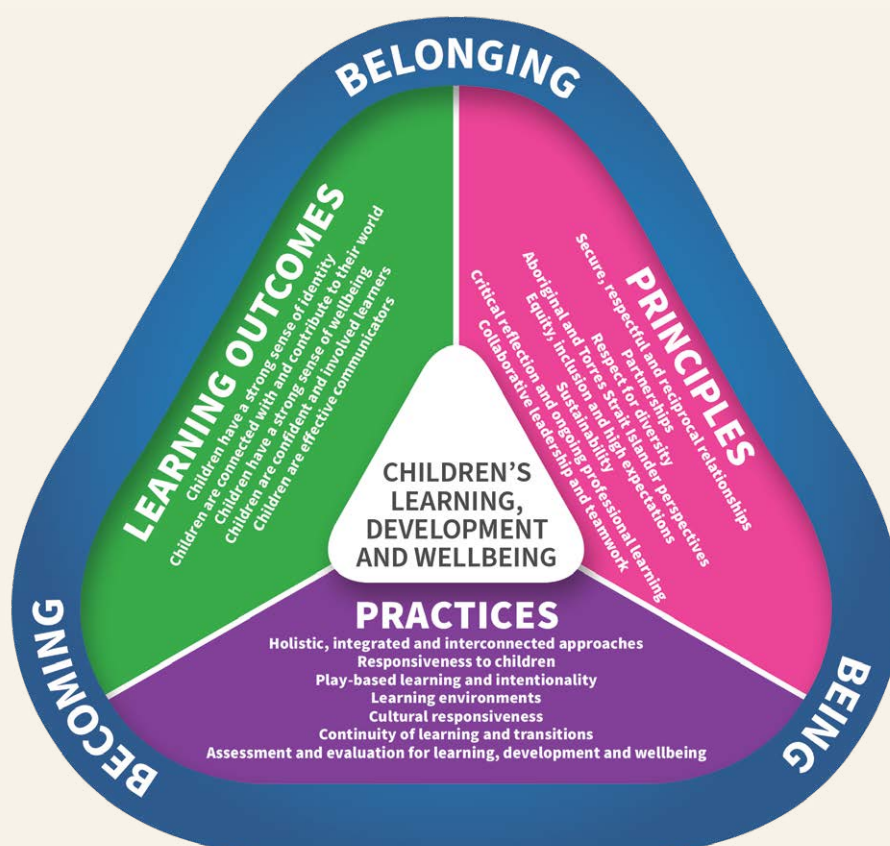 BELONGING
LEARNING OUTCOMES
Children have a strong sense of identity
Children are connected with and contribute to their world
Children have a strong sense of wellbeing
Children are confident and involved learners
Children are effective communicators
PRINCIPLES
Secure, respectful and reciprocal relationships
Partnerships
Respect for diversity
Aboriginal and Torres Strait Islander perspectives
Equity, inclusion and high expectations
Sustainability
Critical reflection and ongoing professional learning
Collaborative leadership and teamwork
CHILDREN’S
LEARNING,
DEVELOPMENT
AND WELLBEING
PRACTICES
Holistic, integrated and interconnected approaches
Responsiveness to children
Play-based learning and intentionality
Learning environments
Cultural responsiveness
Continuity of learning and transitions
Assessment and evaluation for learning, development and wellbeing
BECOMING
BEING